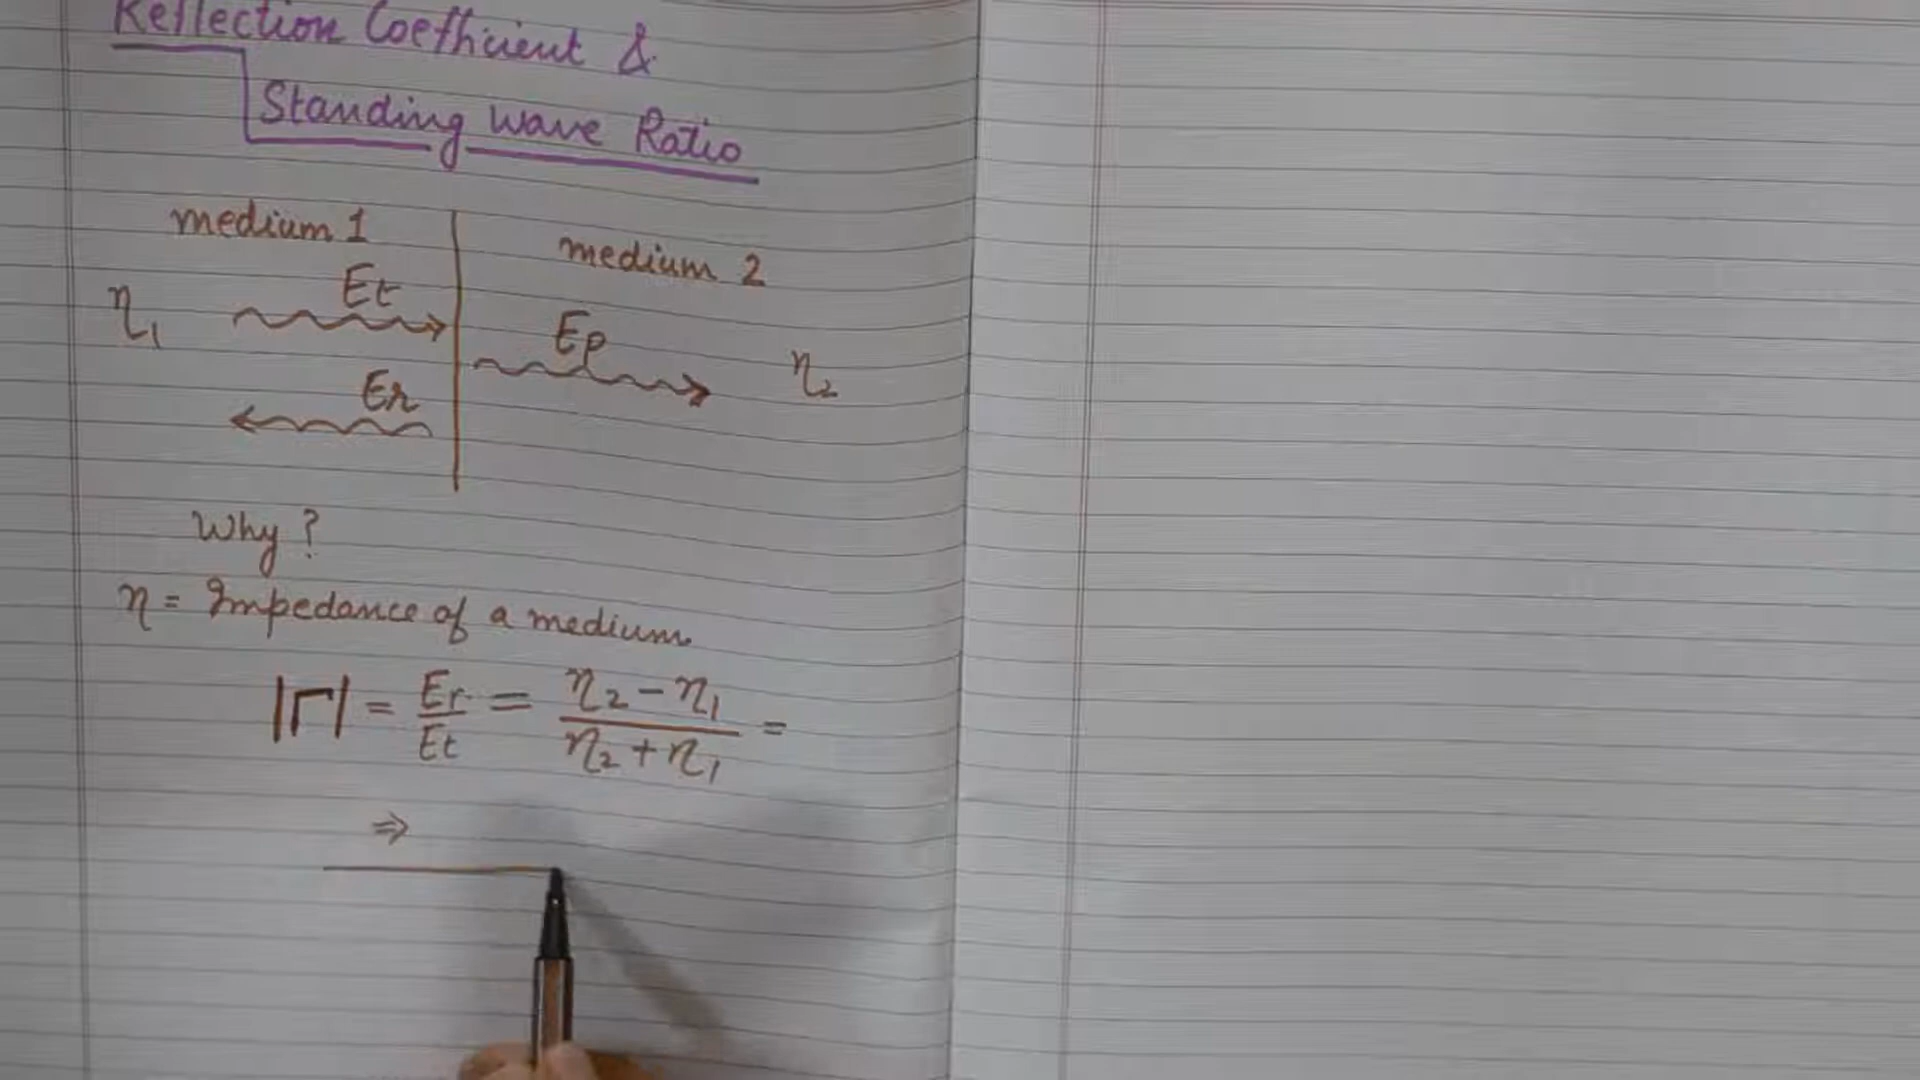 Reflection Coefficient &
Standing Wave Ratio
medium 1
medium 2
η₁
Et
Ep
η₂
Er
Why?
η = Impedance of a medium
|Γ| = Er/Et = (η₂ - η₁)/(η₂ + η₁) =
⇒